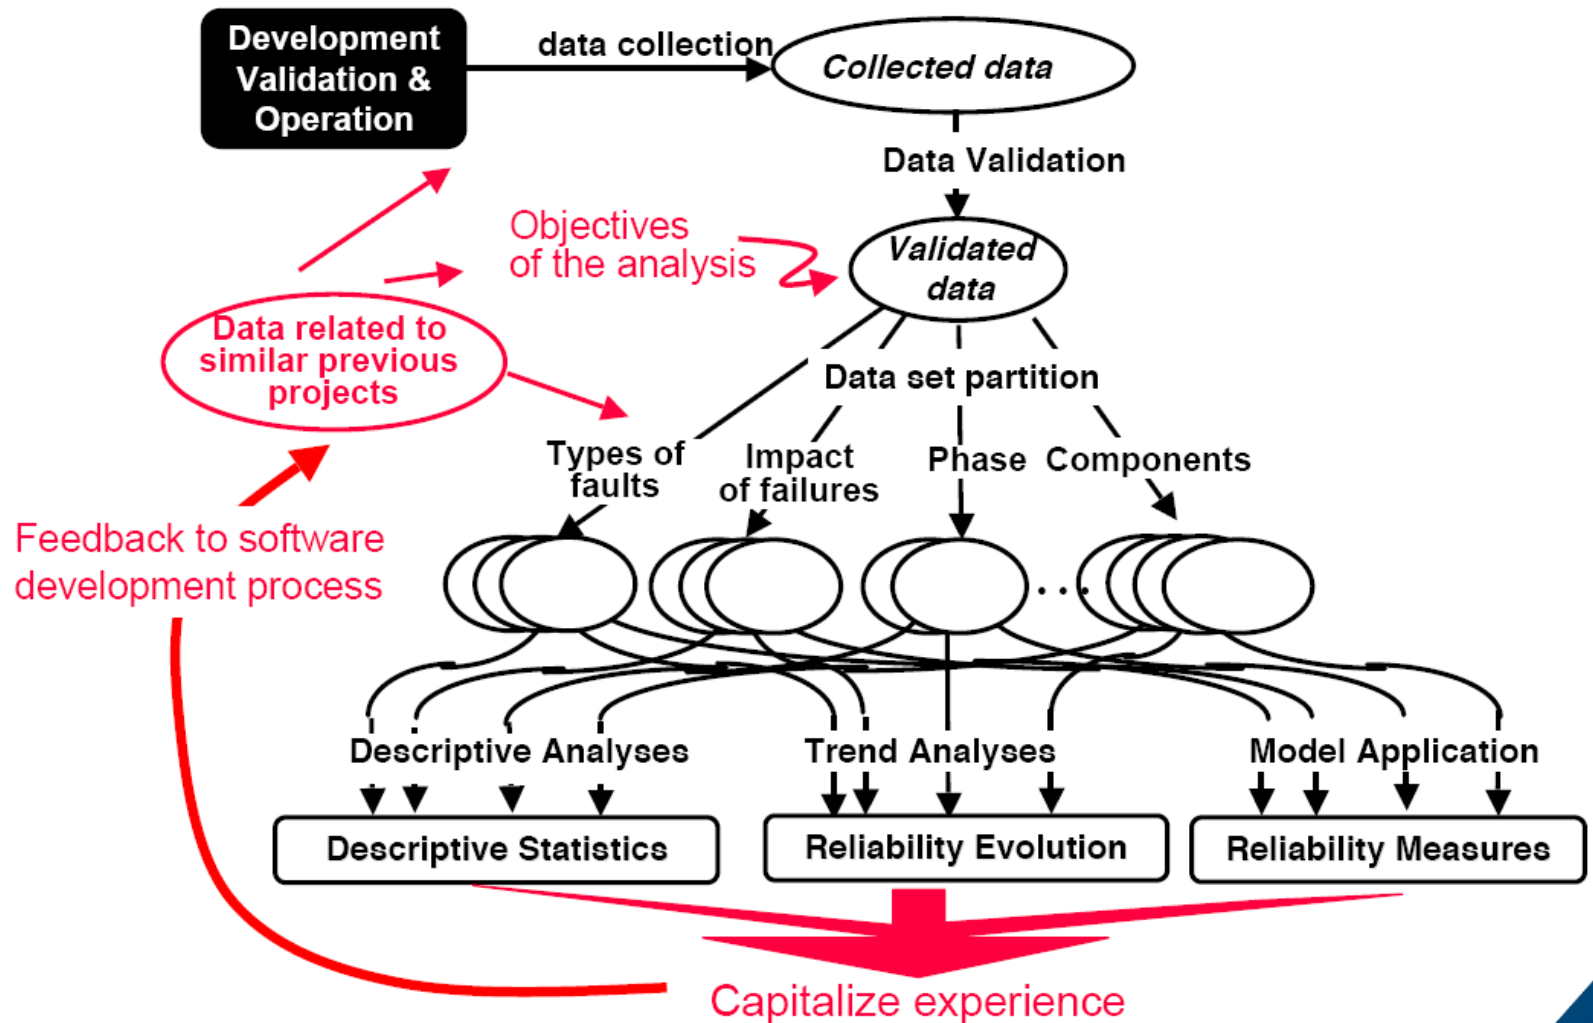 Development
Validation &
Operation
data collection
Collected data
Data Validation
Objectives
of the analysis
Validated
data
Data related to
similar previous
projects
Data set partition
Types of
faults
Impact
of failures
Phase
Components
Feedback to software
development process
...
Descriptive Analyses
Trend Analyses
Model Application
Descriptive Statistics
Reliability Evolution
Reliability Measures
Capitalize experience